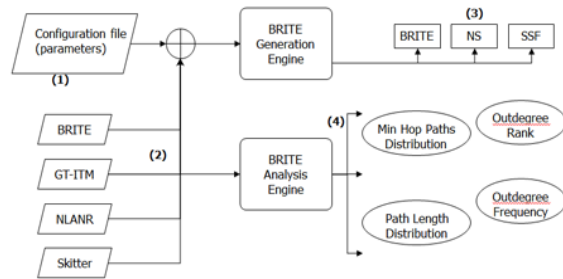 Configuration file
(parameters)
(1)
BRITE
Generation
Engine
(3)
BRITE
NS
SSF
BRITE
GT-ITM
NLANR
Skitter
(2)
BRITE
Analysis
Engine
(4)
Min Hop Paths
Distribution
Outdegree
Rank
Path Length
Distribution
Outdegree
Frequency